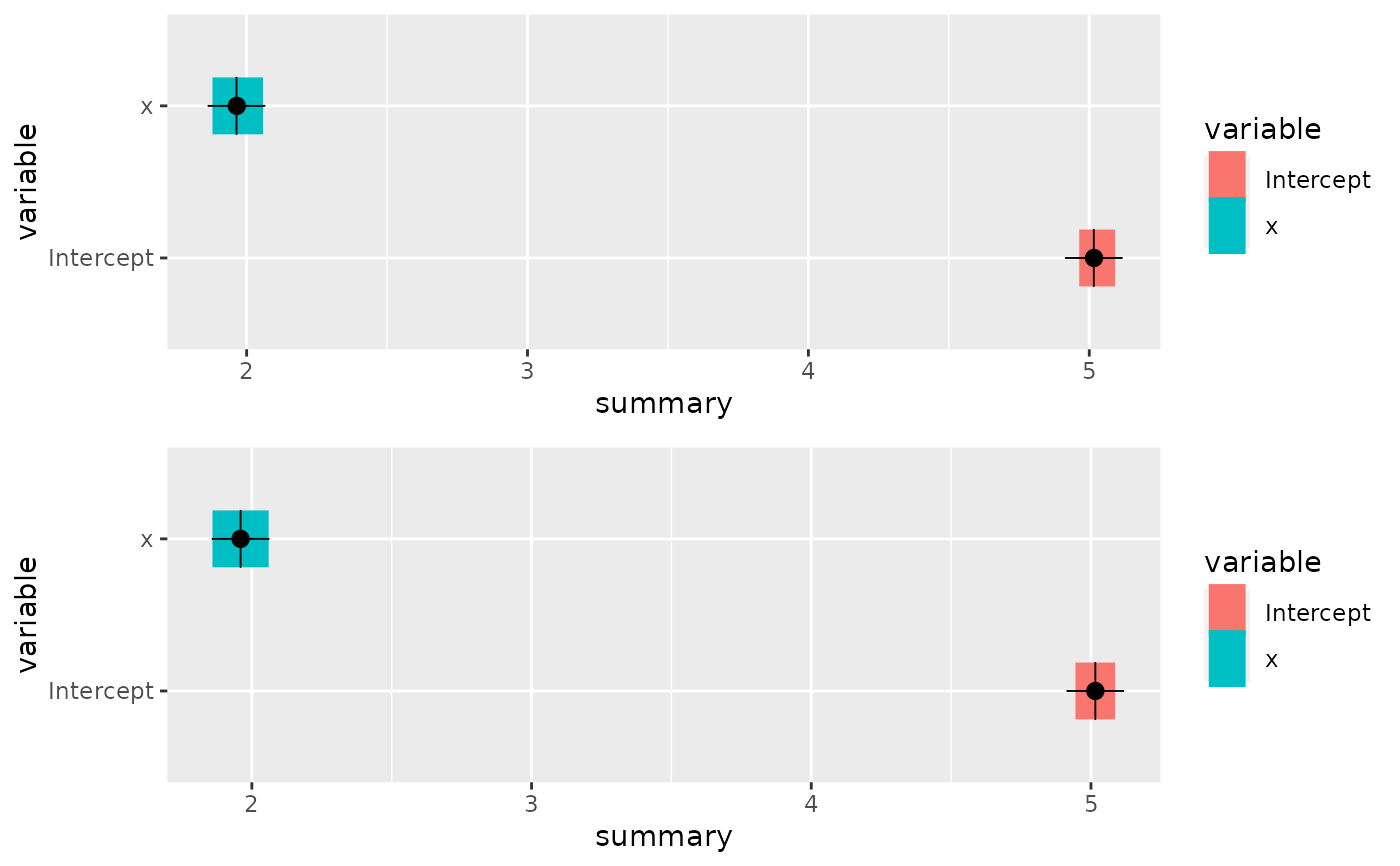 variable
x
Intercept
2 3 4 5
summary
variable
Intercept
x
variable
x
Intercept
2 3 4 5
summary
variable
Intercept
x